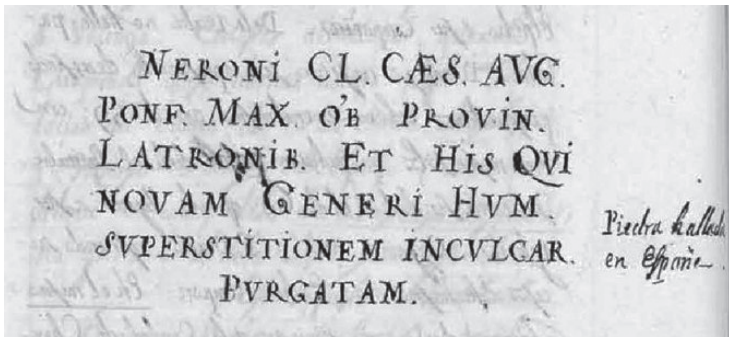 NERONI CL. CÆS. AVG.
PONF. MAX. OB PROVIN.
LATRONIB. ET HIS QVI
NOVAM GENERI HVM.
SVPERSTITIONEM INCVLCAR.
PVRGATAM.
Piedra hallada
en España